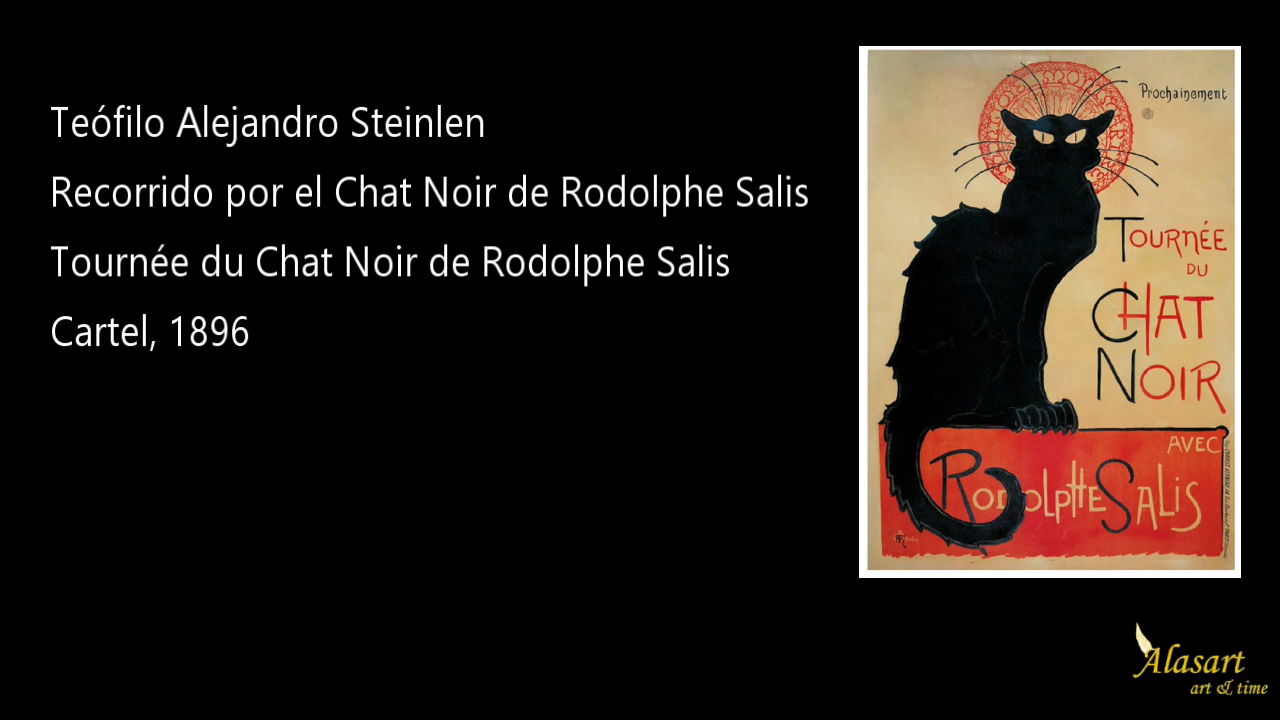 Teófilo Alejandro Steinlen
Recorrido por el Chat Noir de Rodolphe Salis
Tournée du Chat Noir de Rodolphe Salis
Cartel, 1896
Prochainement
TOURNÉE
DU
CHAT
NOIR
AVEC
RODOLPHE SALIS
Alasart
art & time